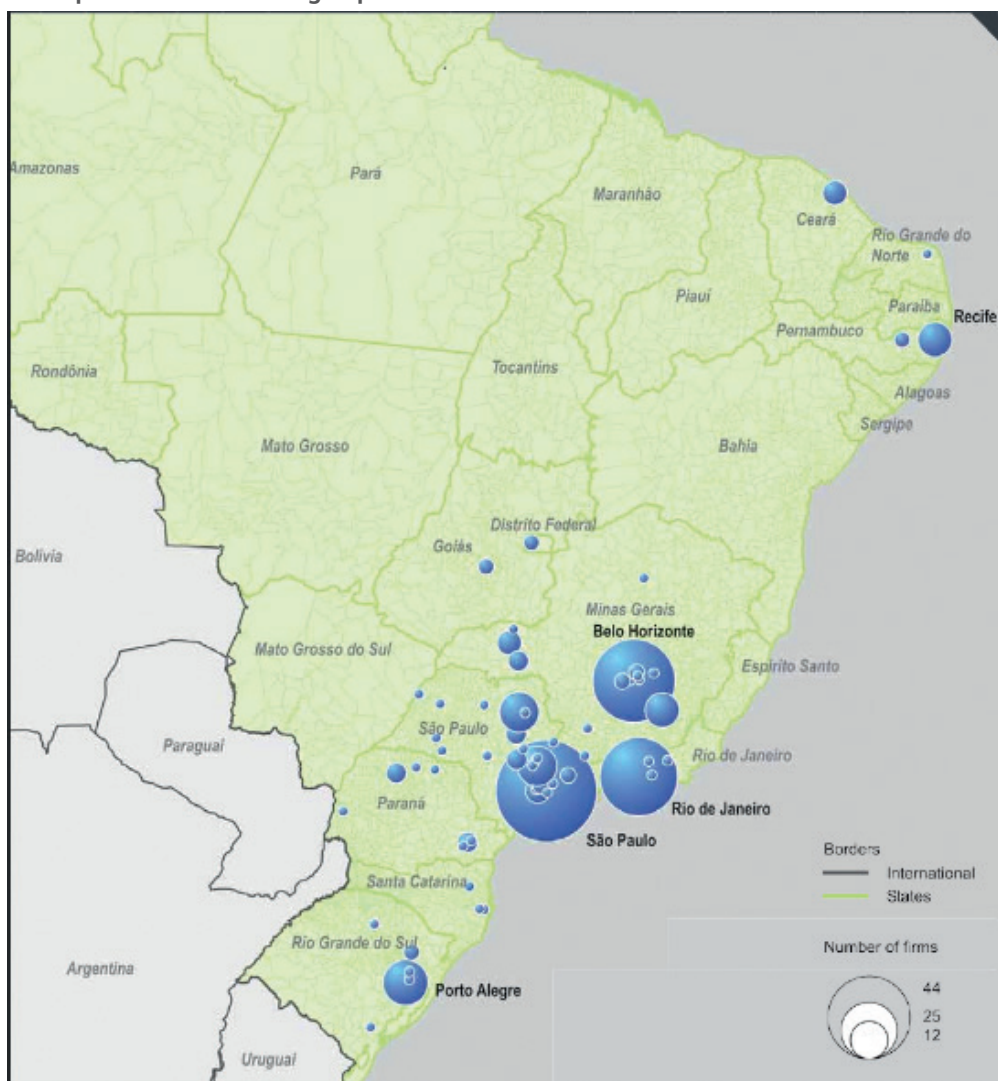 Amazonas
Pará
Maranhão
Ceará
Rio Grande do
Norte
Piauí
Paraiba
Recife
Pernambuco
Rondônia
Tocantins
Alagoas
Sergipe
Mato Grosso
Bahia
Distrito Federal
Goiás
Bolívia
Minas Gerais
Belo Horizonte
Mato Grosso do Sul
Espírito Santo
São Paulo
Paraguai
Rio de Janeiro
Paraná
Rio de Janeiro
São Paulo
Borders
International
States
Santa Catarina
Rio Grande do Sul
Number of firms
Argentina
Porto Alegre
44
25
12
Uruguai